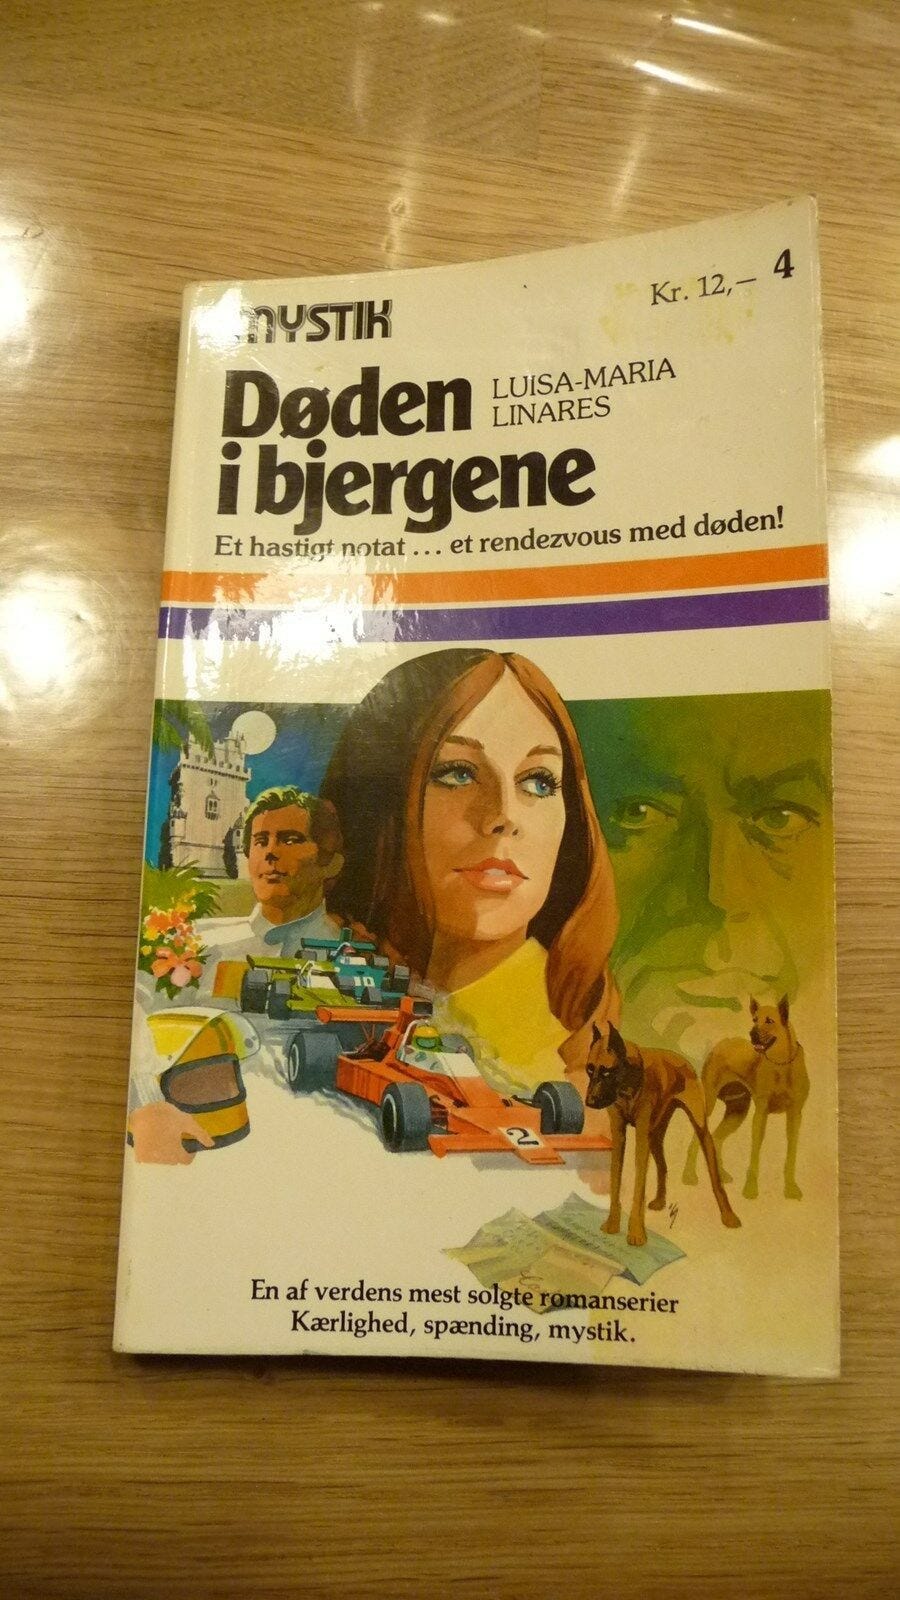 MYSTIK
Kr. 12,– 4
Døden
i bjergene
LUISA-MARIA
LINARES
Et hastigt notat ... et rendezvous med døden!
10
2
En af verdens mest solgte romanserier
Kærlighed, spænding, mystik.